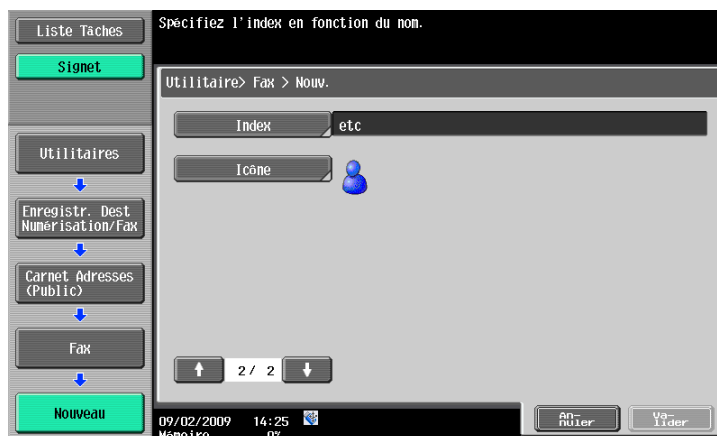 Liste Tâches
Signet
Spécifiez l'index en fonction du nom.
Utilitaire> Fax > Nouv.
Index
etc
Icône
Utilitaires
Enregistr. Dest
Numérisation/Fax
Carnet Adresses
(Public)
Fax
Nouveau
2/ 2
09/02/2009 14:25
Mémoire 0%
An-
nuler
Va-
lider